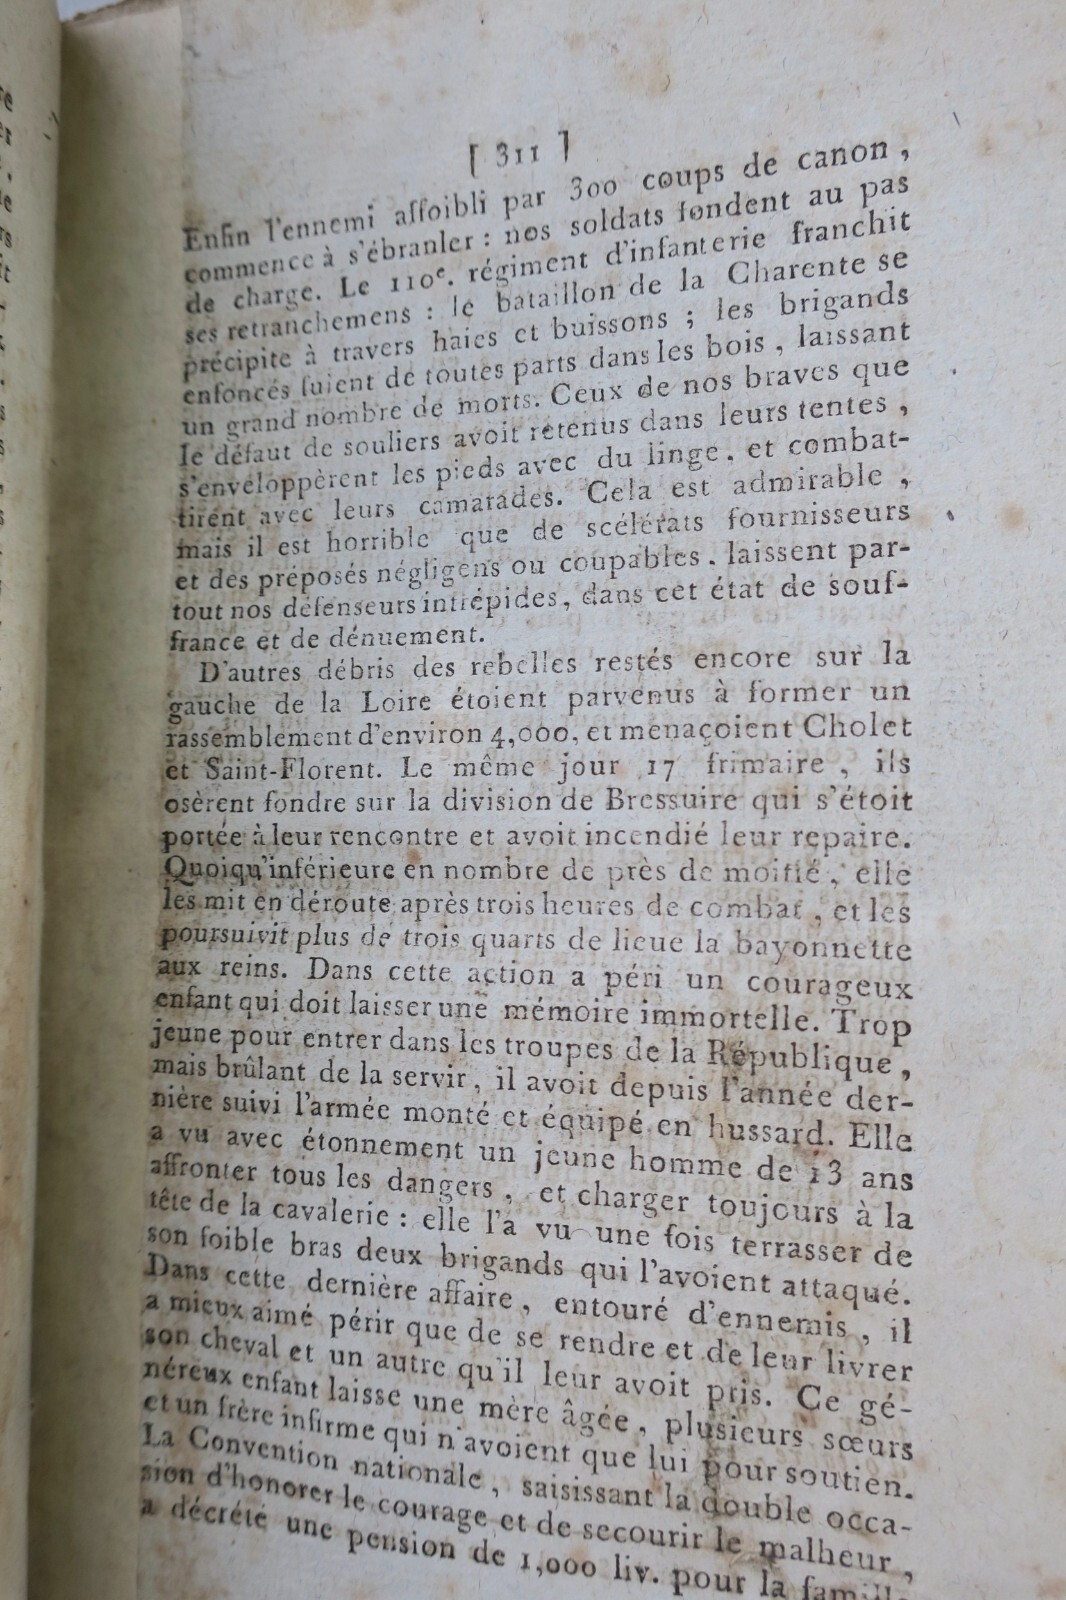 [ 311 ]
Enfin l'ennemi affoibli par 300 coups de canon,
commence à s'ébranler : nos soldats fondent au pas
de charge. Le 110e. régiment d'infanterie franchit
ses retranchemens : le bataillon de la Charente se
précipite à travers haies et buissons ; les brigands
enfoncés fuient de toutes parts dans les bois, laissant
un grand nombre de morts. Ceux de nos braves que
le défaut de souliers avoit retenus dans leurs tentes,
s'enveloppèrent les pieds avec du linge, et combat-
tirent avec leurs camarades. Cela est admirable,
mais il est horrible que de scélérats fournisseurs
et des préposés négligens ou coupables, laissent par-
tout nos défenseurs intrépides, dans cet état de souf-
france et de dénuement.
D'autres débris des rebelles restés encore sur la
gauche de la Loire étoient parvenus à former un
rassemblement d'environ 4,000, et menaçoient Cholet
et Saint-Florent. Le même jour 17 frimaire, ils
osèrent fondre sur la division de Bressuire qui s'étoit
portée à leur rencontre et avoit incendié leur repaire.
Quoiqu'inférieure en nombre de près de moitié, elle
les mit en déroute après trois heures de combat, et les
poursuivit plus de trois quarts de lieue la bayonnette
aux reins. Dans cette action a péri un courageux
enfant qui doit laisser une mémoire immortelle. Trop
jeune pour entrer dans les troupes de la République,
mais brûlant de la servir, il avoit depuis l'année der-
nière suivi l'armée monté et équipé en hussard. Elle
a vu avec étonnement un jeune homme de 13 ans
affronter tous les dangers, et charger toujours à la
tête de la cavalerie : elle l'a vu une fois terrasser de
son foible bras deux brigands qui l'avoient attaqué.
Dans cette dernière affaire, entouré d'ennemis, il
a mieux aimé périr que de se rendre et de leur livrer
son cheval et un autre qu'il leur avoit pris. Ce gé-
néreux enfant laisse une mère âgée, plusieurs sœurs
et un frère infirme qui n'avoient que lui pour soutien.
La Convention nationale, saisissant la double occa-
sion d'honorer le courage et de secourir le malheur,
a décrété une pension de 1,000 liv. pour la